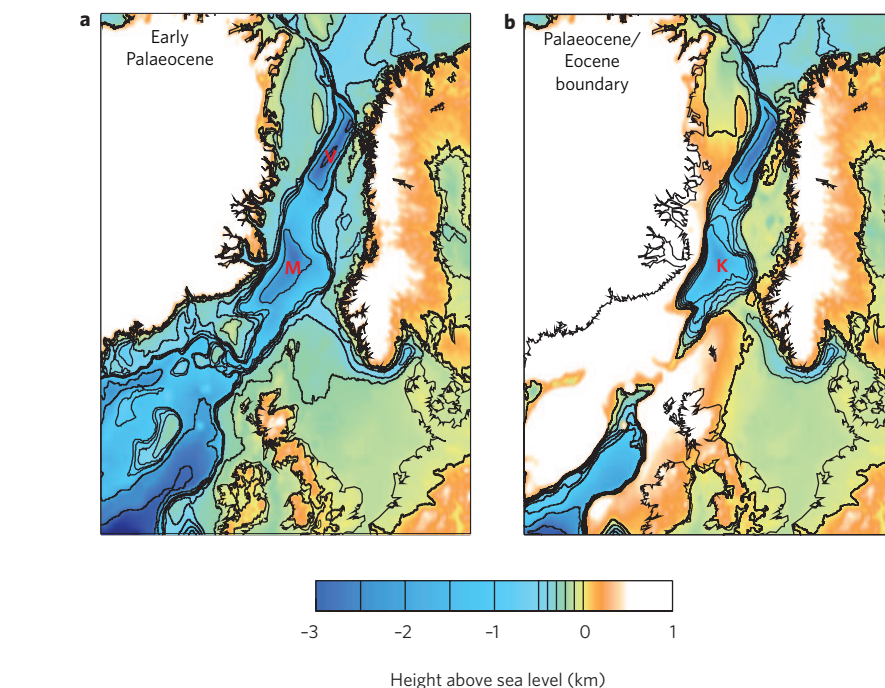 a
Early
Palaeocene
V
M
b
Palaeocene/
Eocene
boundary
K
–3 –2 –1 0 1
Height above sea level (km)